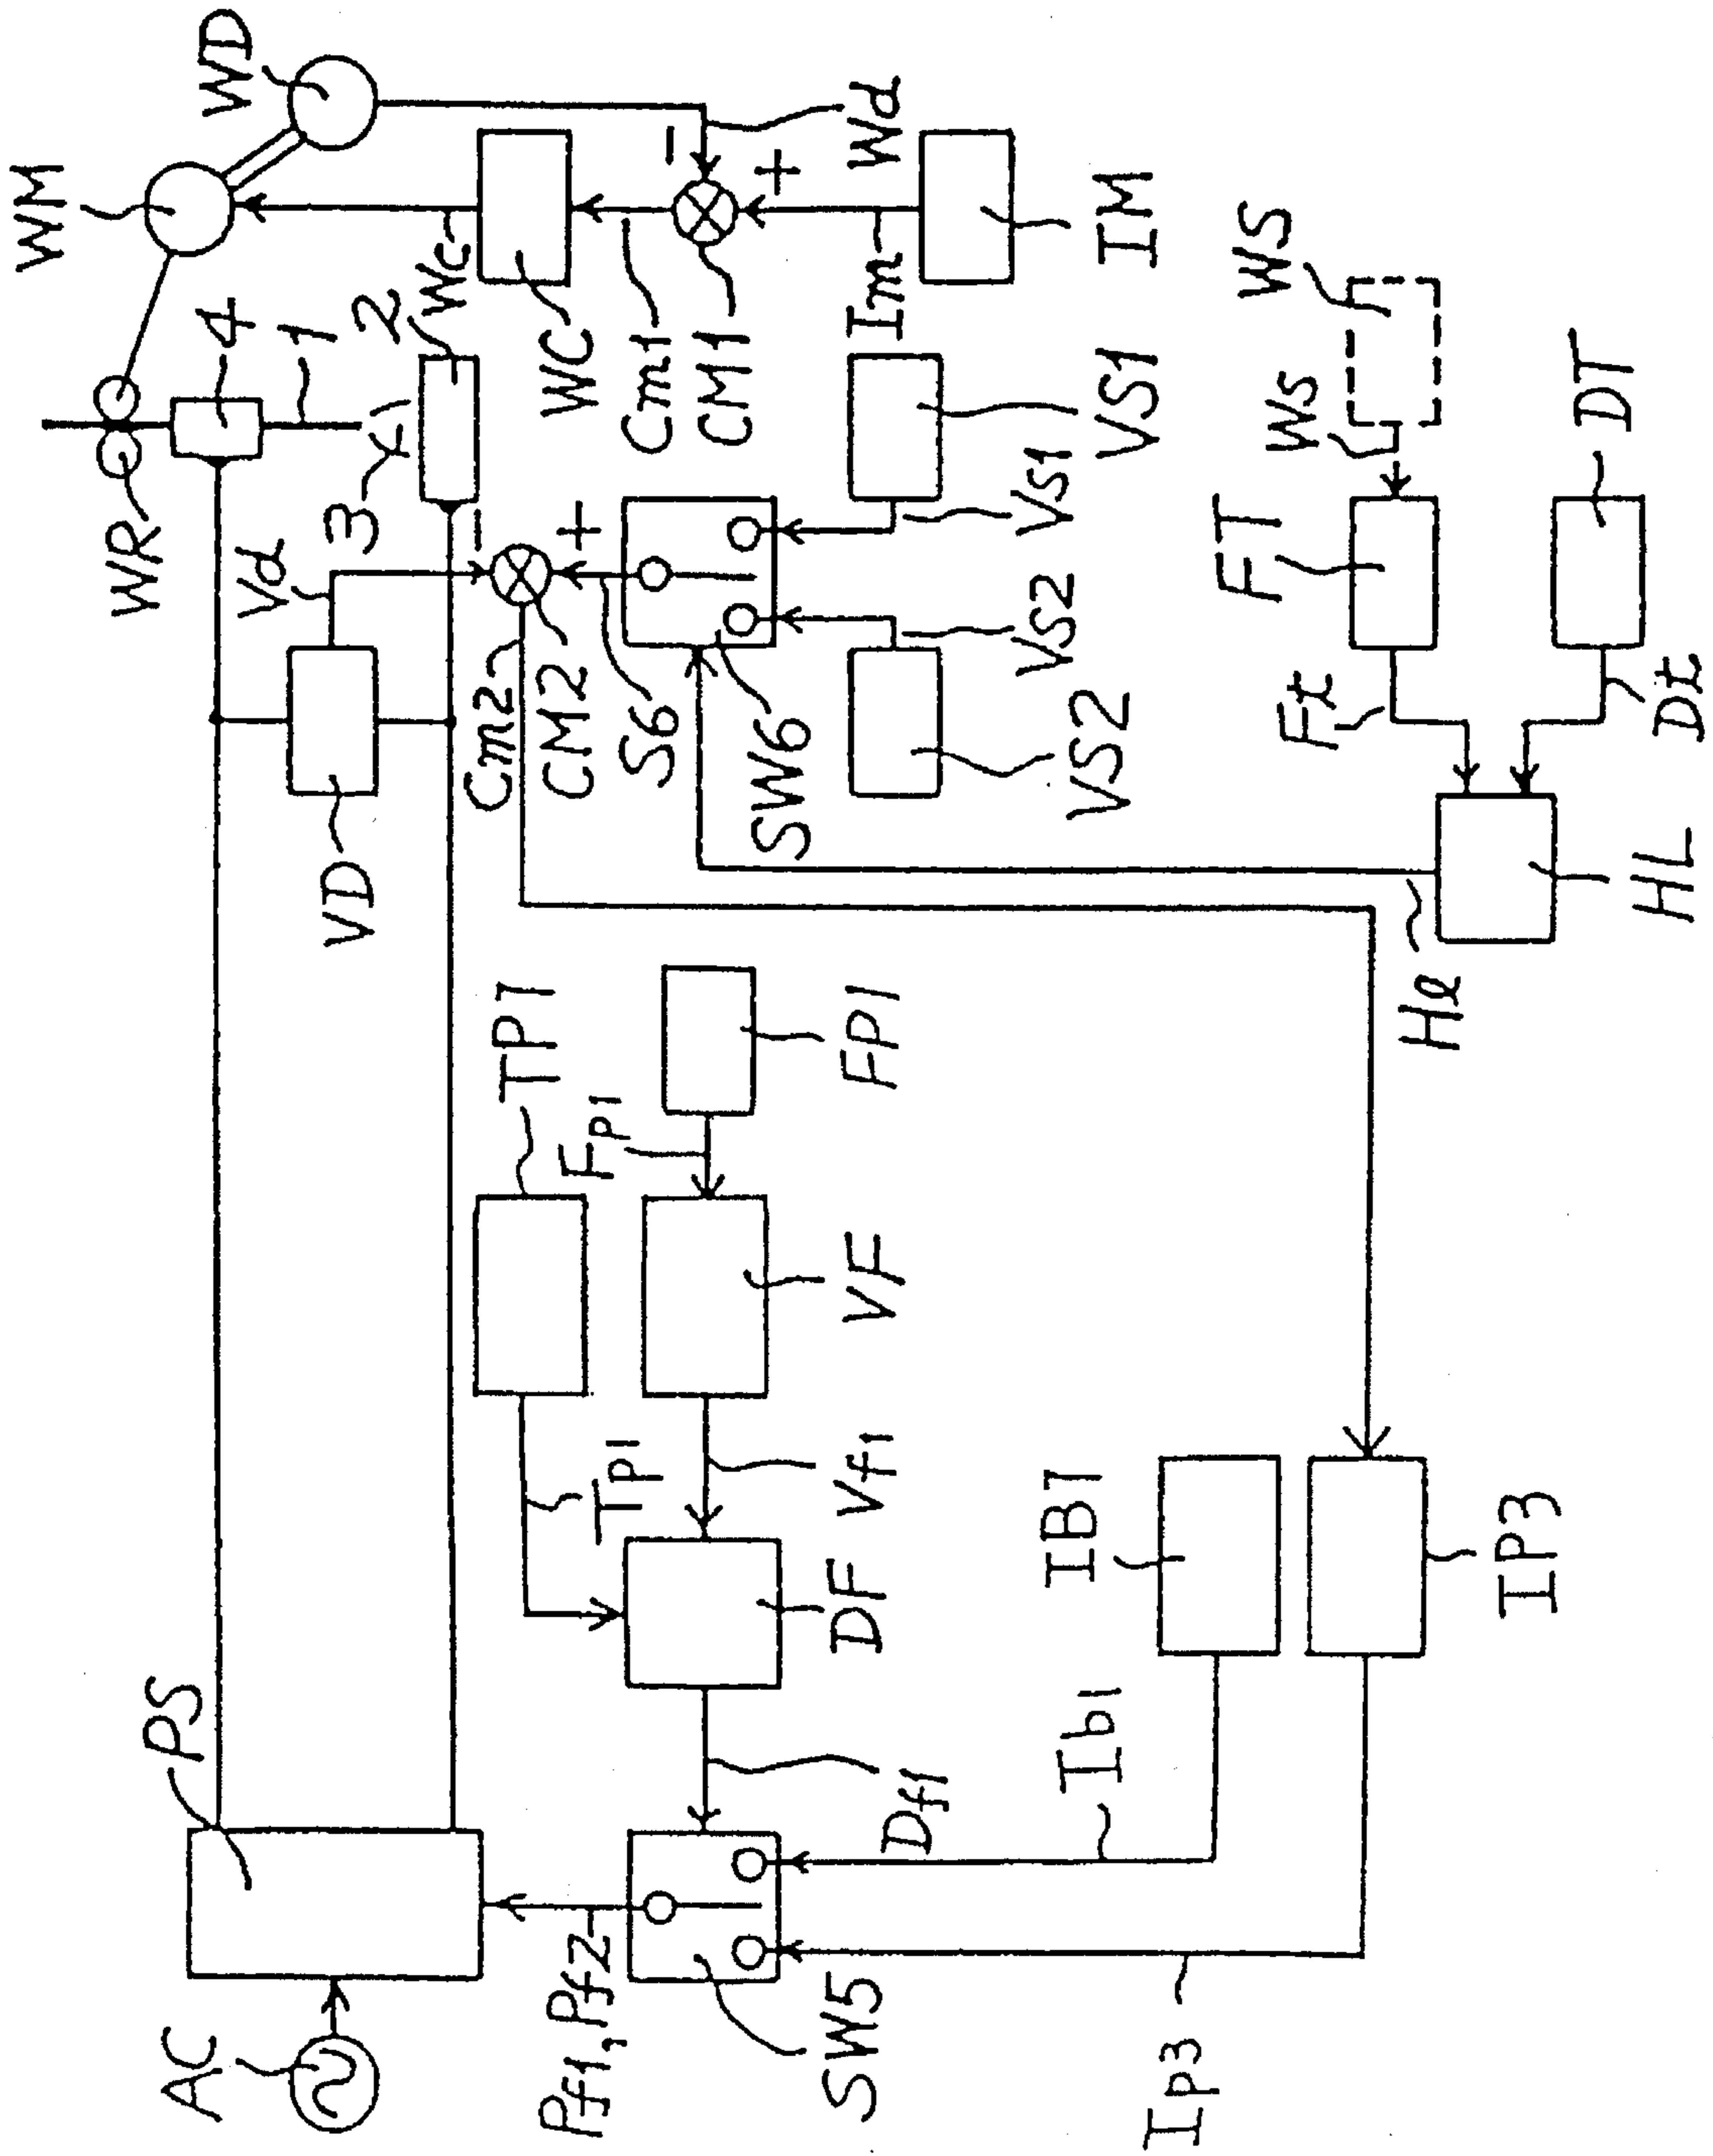 AC
PS
Pf1, Pf2
SW5
Df1
DF
Tp1
TP1
Vf1
VF
Fp1
FP1
Ib1
IB1
Ip3
IP3
VD
Vd
Cm2
CM2
-
+
S6
SW6
VS2
Vs2
VS1
Vs1
Hl
HL
Ft
FT
Dt
DT
Ws
WS
WR
WM
WD
4
1
2
3
Wc
WC
Cm1
CM1
-
+
Wd
Im
IM